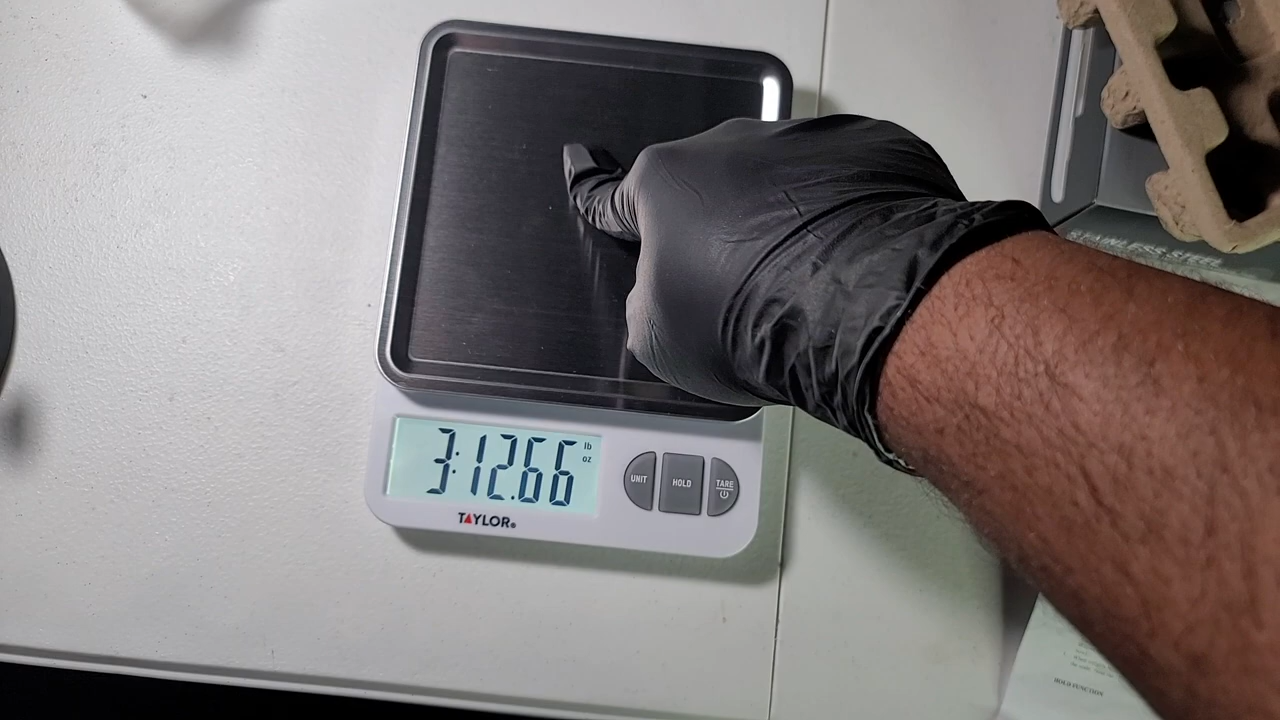 STAINLESS STEEL
3:12.66 lb oz
UNIT HOLD TARE
TAYLOR®
HOLD FUNCTION